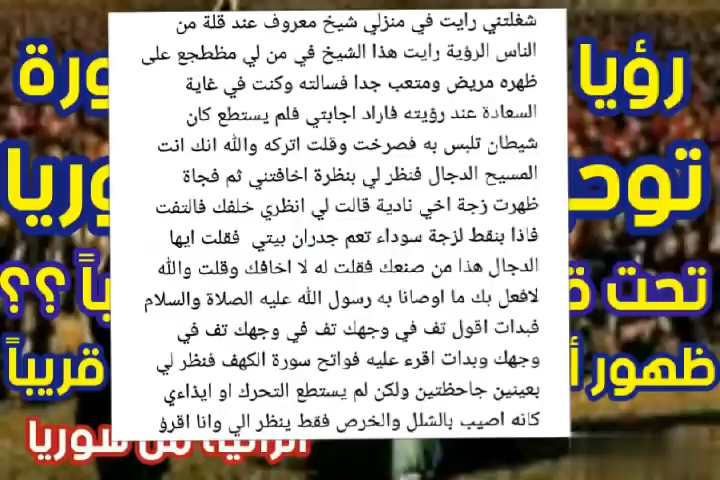 شغلتني رايت في منزلي شيخ معروف عند قلة من
الناس الرؤية رايت هذا الشيخ في من لي مظطجع على
ظهره مريض ومتعب جدا فسالته وكنت في غاية
السعادة عند رؤيته فاراد اجابتي فلم يستطع كان
شيطان تلبس به فصرخت وقلت اتركه والله انك انت
المسيح الدجال فنظر لي بنظرة اخافتني ثم فجاة
ظهرت زجة اخي نادية قالت لي انظري خلفك فالتفت
فاذا بنقط لزجة سوداء تعم جدران بيتي فقلت ايها
الدجال هذا من صنعك فقلت له لا اخافك وقلت والله
لافعل بك ما اوصانا به رسول الله عليه الصلاة والسلام
فبدات اقول تف في وجهك تف في وجهك تف في
وجهك وبدات اقرء عليه فواتح سورة الكهف فنظر لي
بعينين جاحظتين ولكن لم يستطع التحرك او ايذاءي
كانه اصيب بالشلل والخرص فقط ينظر الي وانا اقرؤ
رؤيا ورة
توح وريا
تحت ق باً ؟؟
ظهور أ قريباً
الرائية من سوريا